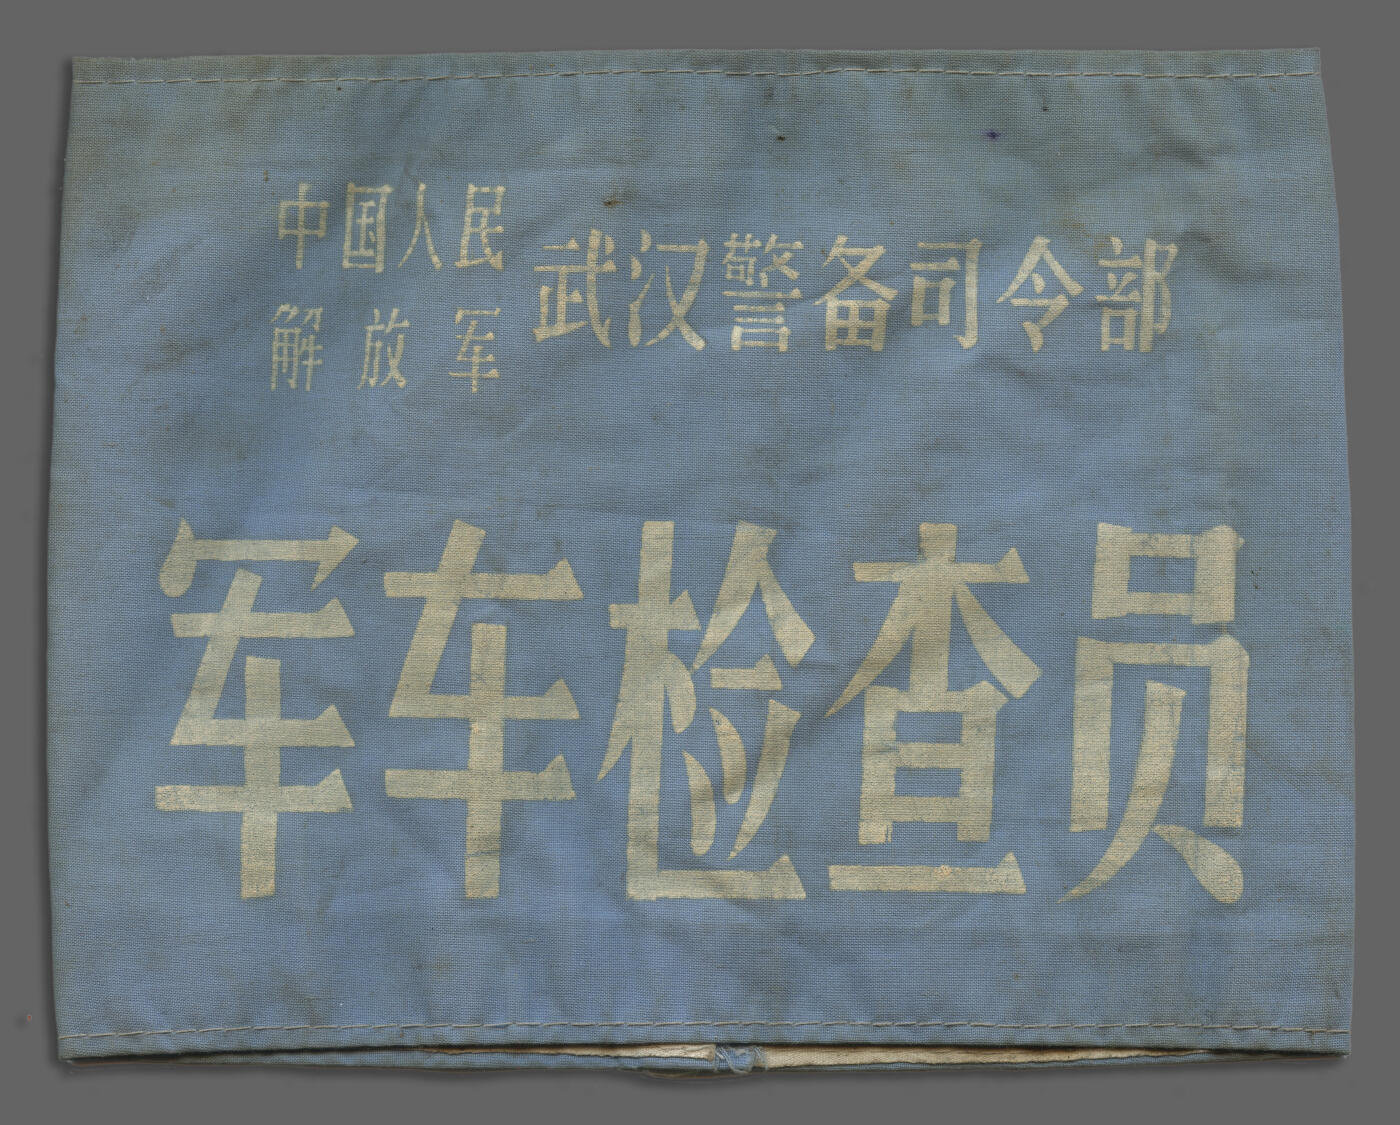 中国人民
解放军
武汉警备司令部
军车检查员